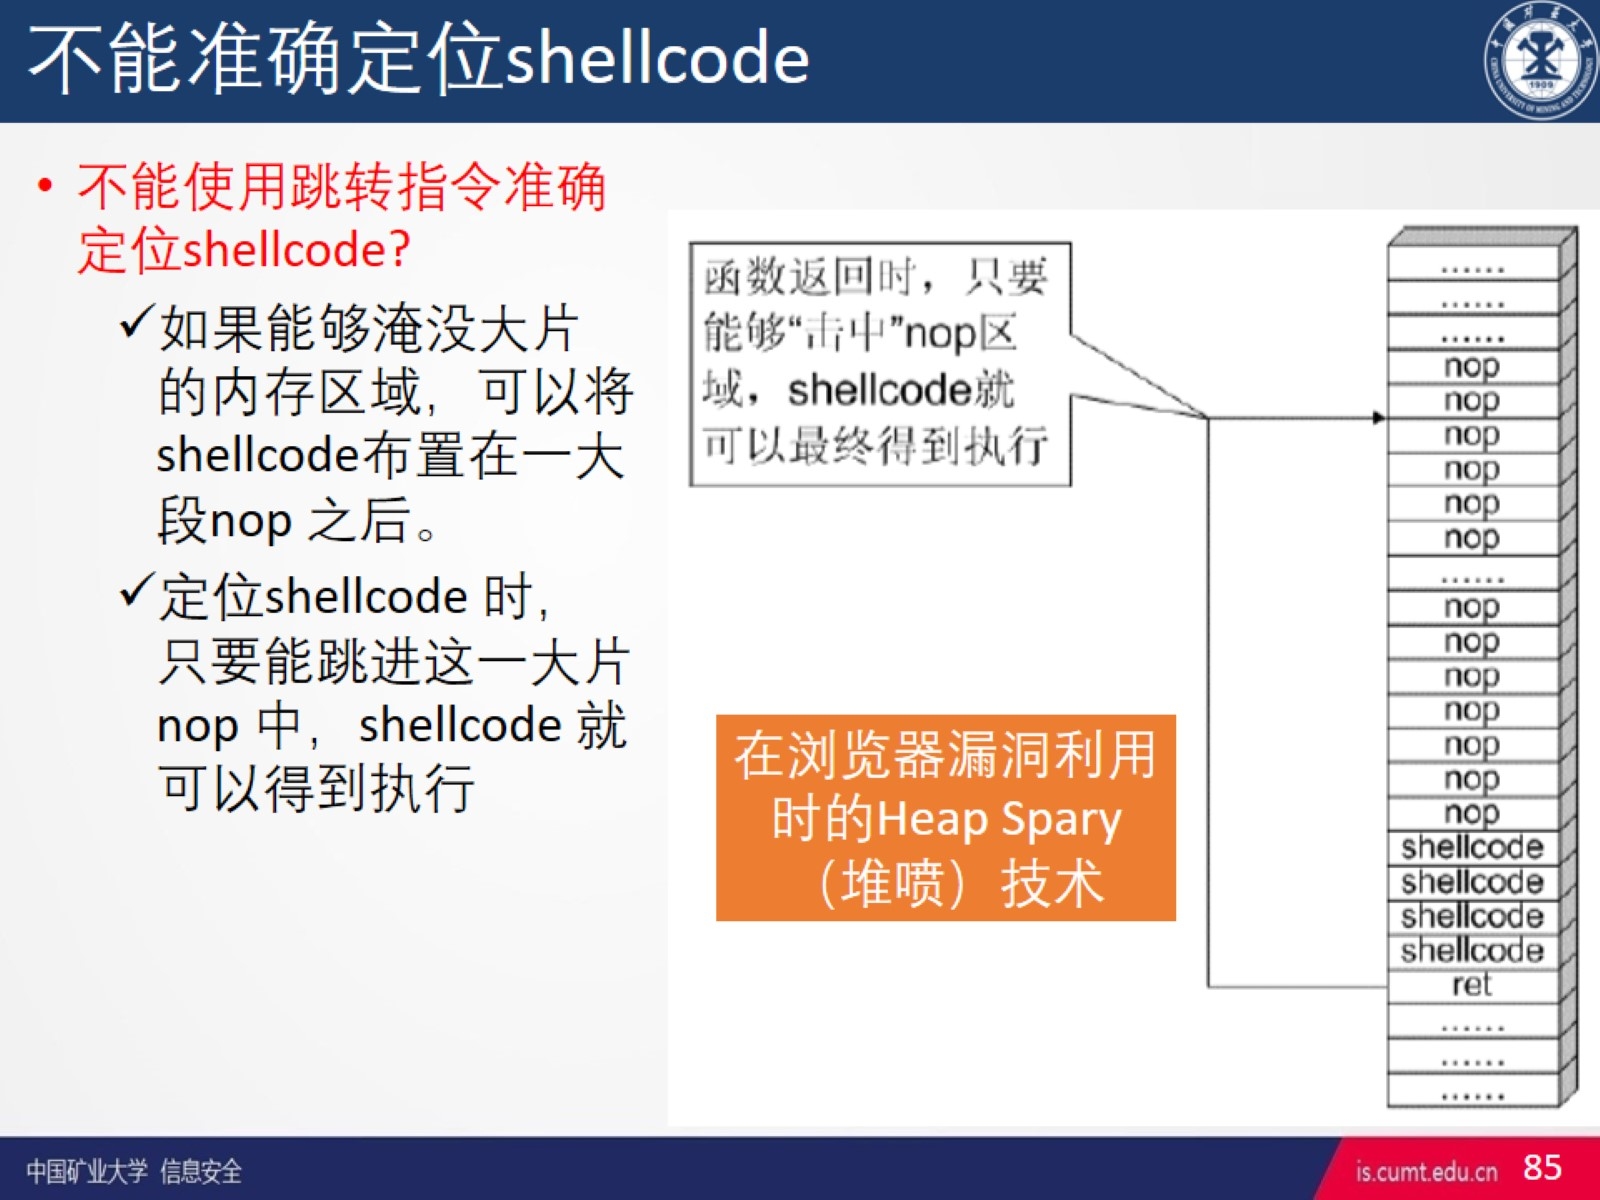 不能准确定位shellcode
• 不能使用跳转指令准确
定位shellcode?
✓如果能够淹没大片
的内存区域，可以将
shellcode布置在一大
段nop 之后。
✓定位shellcode 时，
只要能跳进这一大片
nop 中，shellcode 就
可以得到执行
函数返回时，只要
能够“击中”nop区
域，shellcode就
可以最终得到执行
在浏览器漏洞利用
时的Heap Spary
（堆喷）技术
......
......
......
nop
nop
nop
nop
nop
nop
......
nop
nop
nop
nop
nop
nop
nop
shellcode
shellcode
shellcode
shellcode
ret
......
......
......
中国矿业大学 信息安全
is.cumt.edu.cn 85